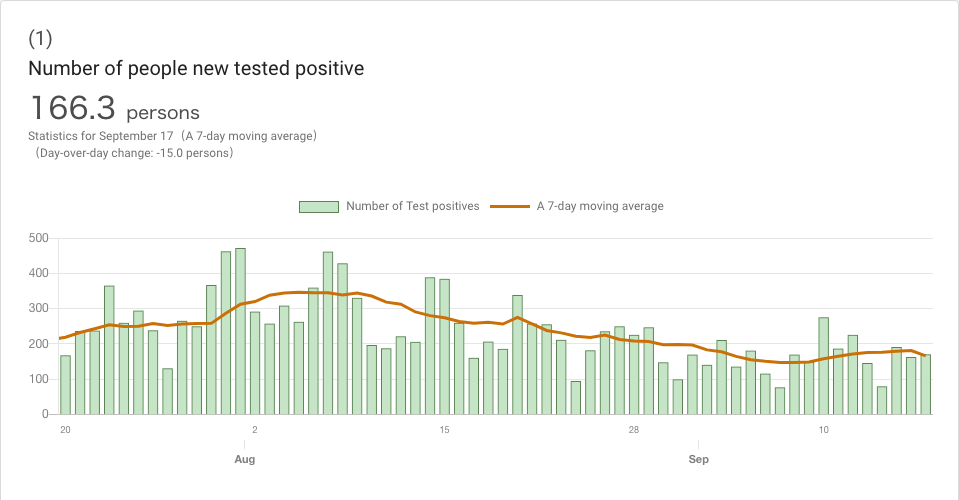 (1)
Number of people new tested positive
166.3 persons
Statistics for September 17 (A 7-day moving average)
(Day-over-day change: -15.0 persons)
Number of Test positives A 7-day moving average
500
400
300
200
100
0
20 2 15 28 10
Aug Sep